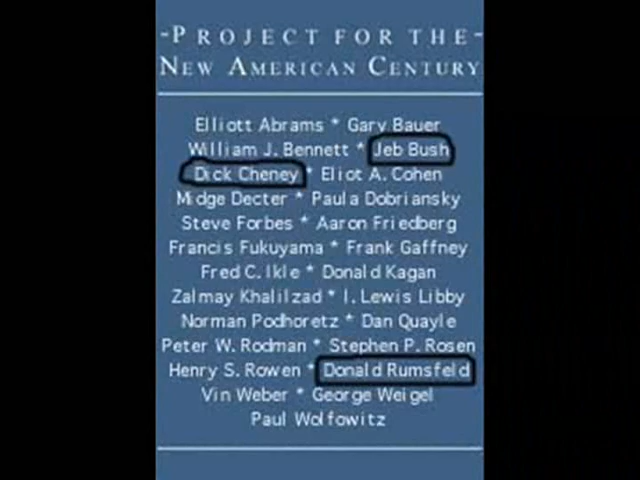 -PROJECT FOR THE-
NEW AMERICAN CENTURY
Elliott Abrams * Gary Bauer
William J. Bennett * Jeb Bush
Dick Cheney * Eliot A. Cohen
Midge Decter * Paula Dobriansky
Steve Forbes * Aaron Friedberg
Francis Fukuyama * Frank Gaffney
Fred C. Ikle * Donald Kagan
Zalmay Khalilzad * I. Lewis Libby
Norman Podhoretz * Dan Quayle
Peter W. Rodman * Stephen P. Rosen
Henry S. Rowen * Donald Rumsfeld
Vin Weber * George Weigel
Paul Wolfowitz